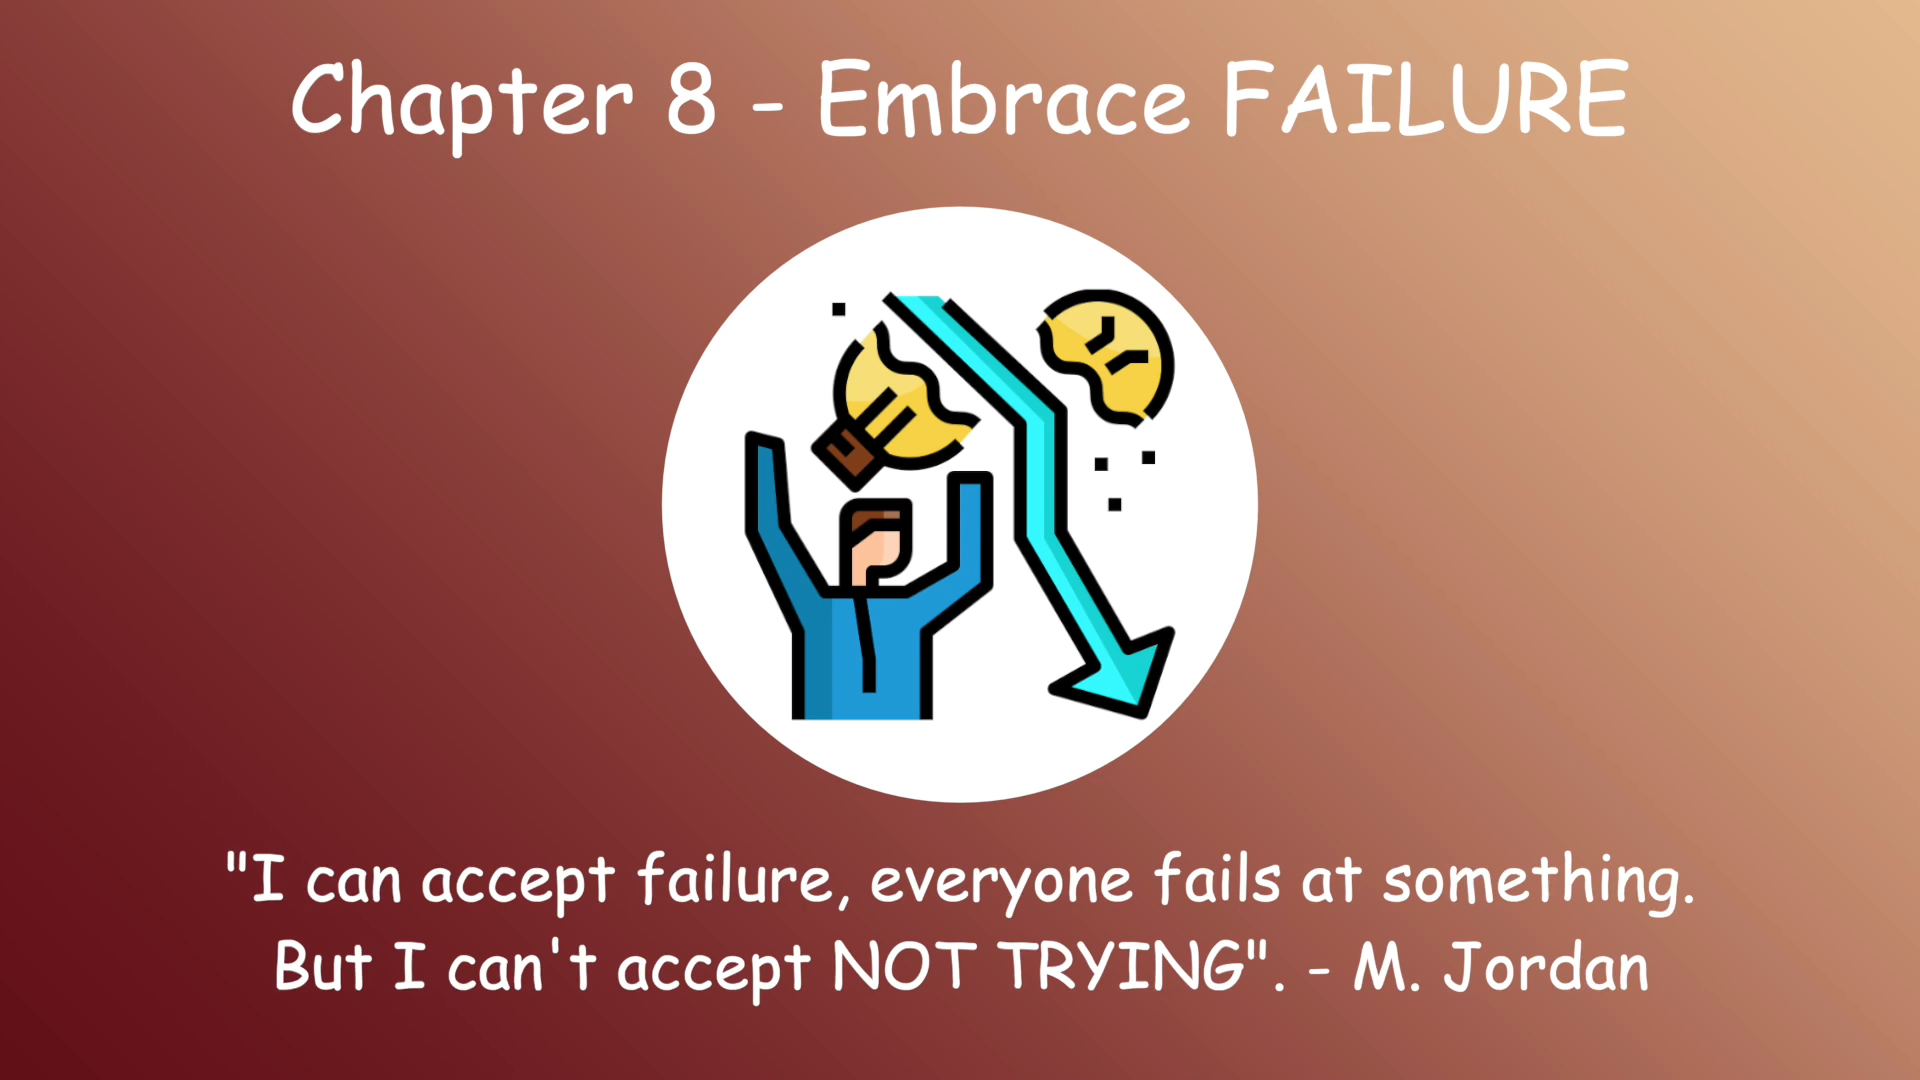 Chapter 8 - Embrace FAILURE
"I can accept failure, everyone fails at something.
But I can't accept NOT TRYING". - M. Jordan